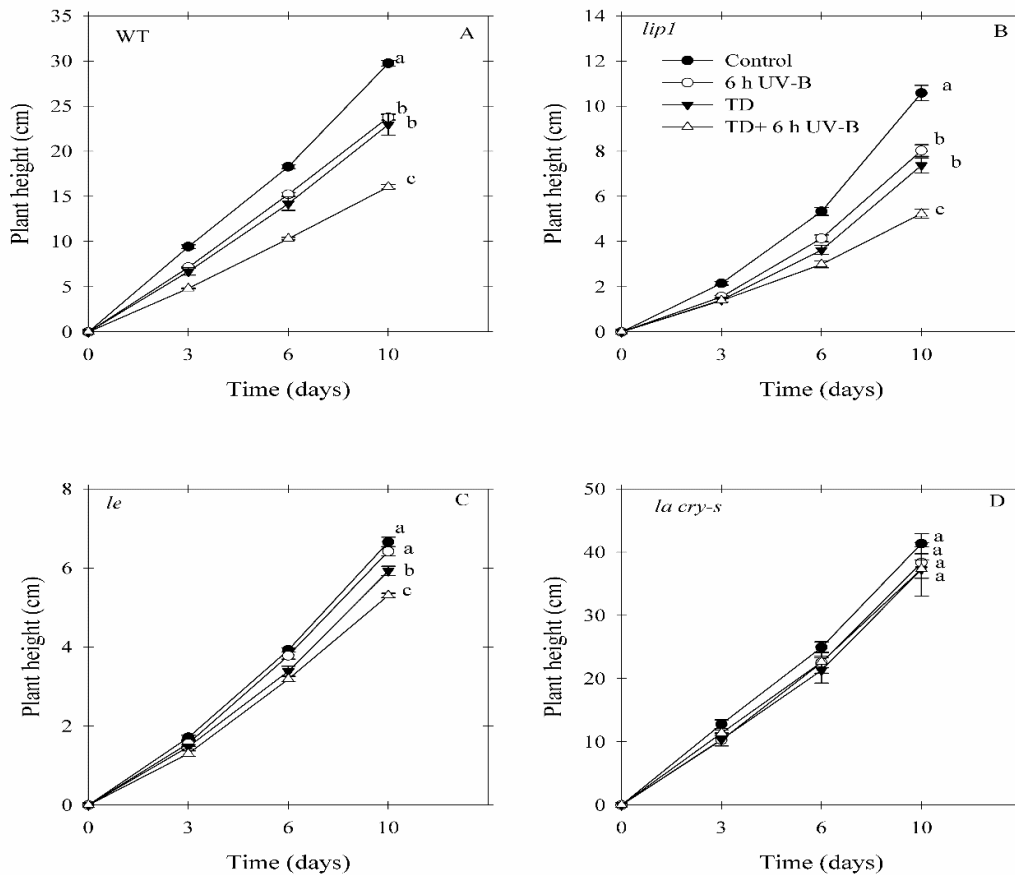 WT
A
35
30
25
20
15
10
5
0
Plant height (cm)
a
b
b
c
0 3 6 10
Time (days)
lip1
B
14
12
10
8
6
4
2
0
Plant height (cm)
Control
6 h UV-B
TD
TD+ 6 h UV-B
a
b
b
c
0 3 6 10
Time (days)
le
C
8
6
4
2
0
Plant height (cm)
a
a
b
c
0 3 6 10
Time (days)
la cry-s
D
50
40
30
20
10
0
Plant height (cm)
a
a
a
a
0 3 6 10
Time (days)